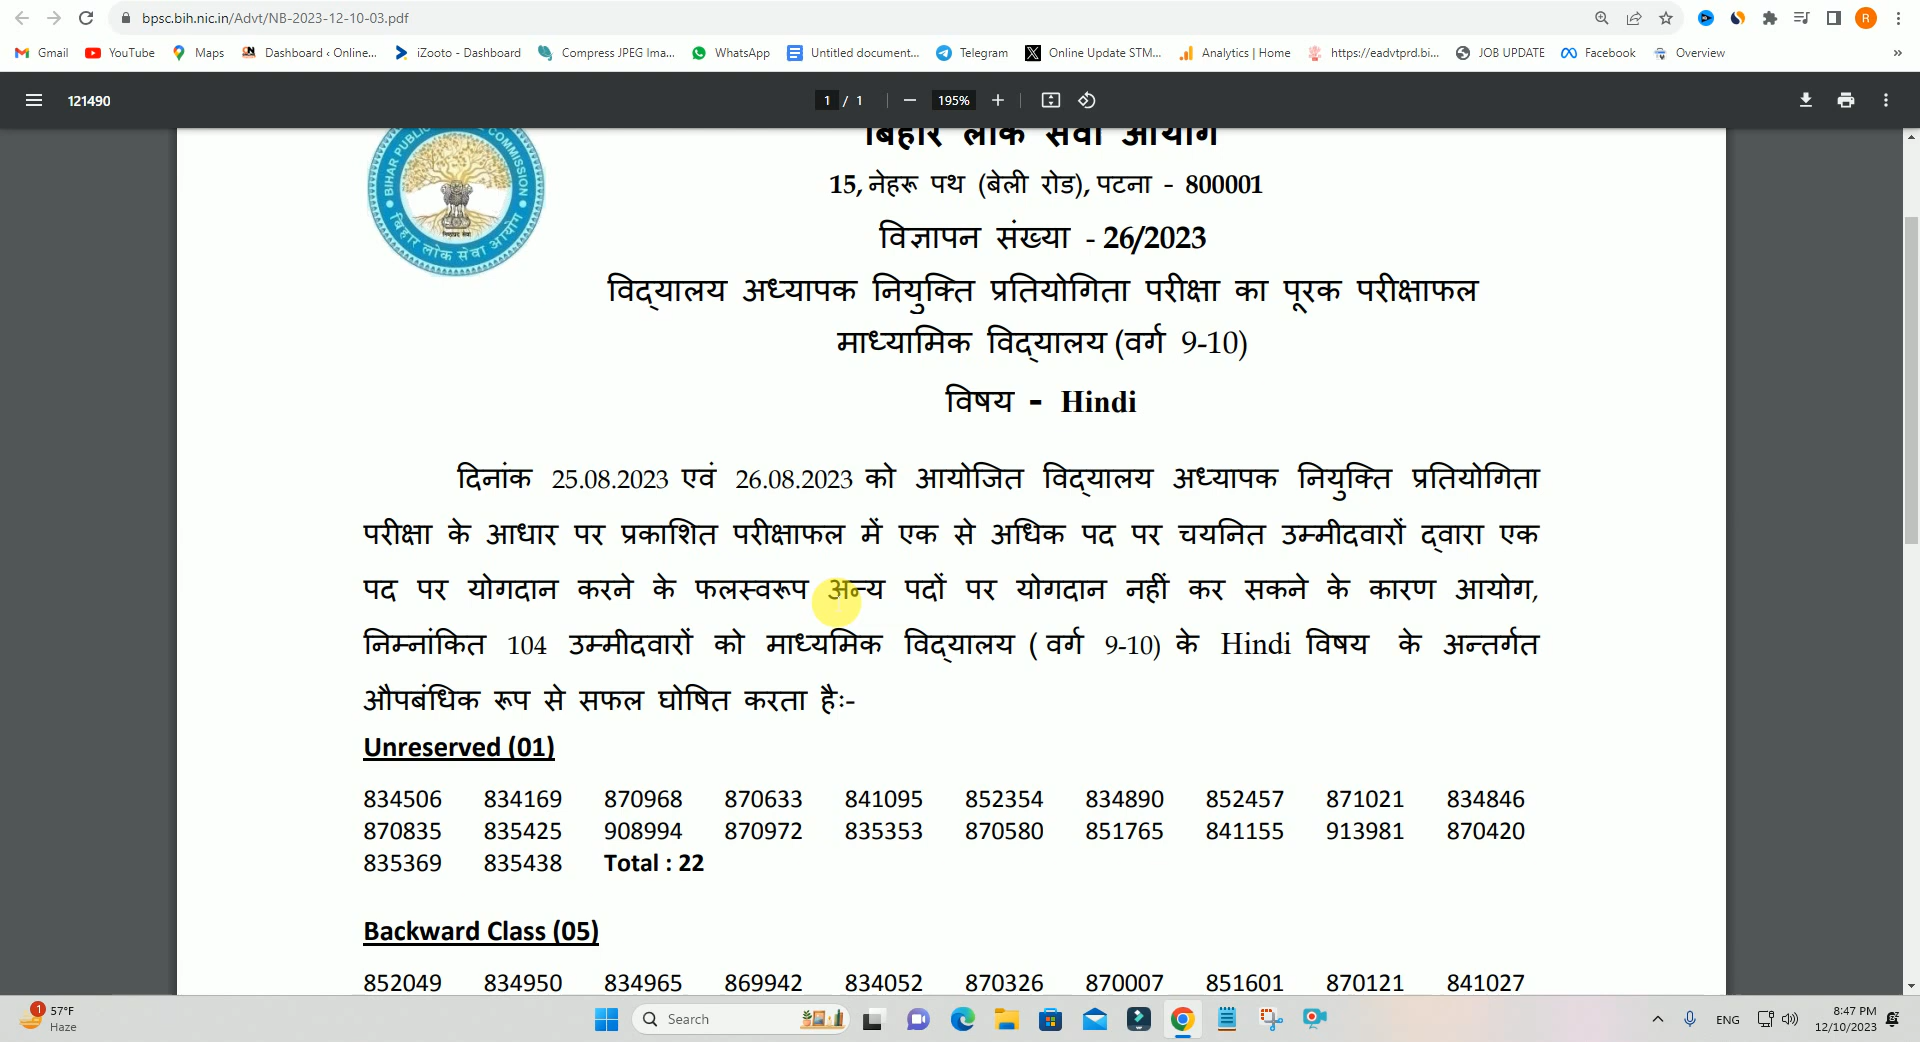 bpsc.bih.nic.in/Advt/NB-2023-12-10-03.pdf
R
Gmail YouTube Maps Dashboard ‹ Online... iZooto - Dashboard Compress JPEG Ima... WhatsApp Untitled document... Telegram Online Update STM... Analytics | Home https://eadvtprd.bi... JOB UPDATE Facebook Overview »
121490 1 / 1 195%
बिहार लोक सेवा आयोग
BIHAR PUBLIC COMMISSION
बिहार लोक सेवा आयोग
15, नेहरू पथ (बेली रोड), पटना - 800001
विज्ञापन संख्या - 26/2023
विद्यालय अध्यापक नियुक्ति प्रतियोगिता परीक्षा का पूरक परीक्षाफल
माध्यामिक विद्यालय (वर्ग 9-10)
विषय - Hindi
दिनांक 25.08.2023 एवं 26.08.2023 को आयोजित विद्यालय अध्यापक नियुक्ति प्रतियोगिता
परीक्षा के आधार पर प्रकाशित परीक्षाफल में एक से अधिक पद पर चयनित उम्मीदवारों द्वारा एक
पद पर योगदान करने के फलस्वरूप अन्य पदों पर योगदान नहीं कर सकने के कारण आयोग,
निम्नांकित 104 उम्मीदवारों को माध्यमिक विद्यालय ( वर्ग 9-10) के Hindi विषय के अन्तर्गत
औपबंधिक रूप से सफल घोषित करता हैः-
Unreserved (01)
834506 834169 870968 870633 841095 852354 834890 852457 871021 834846
870835 835425 908994 870972 835353 870580 851765 841155 913981 870420
835369 835438 Total : 22
Backward Class (05)
852049 834950 834965 869942 834052 870326 870007 851601 870121 841027
1 57°F
Haze
Search
ENG
8:47 PM
12/10/2023